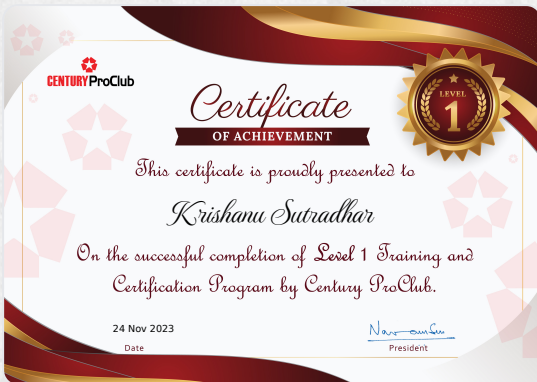 CENTURY ProClub
Certificate
OF ACHIEVEMENT
LEVEL
1
This certificate is proudly presented to
Krishanu Sutradhar
On the successful completion of Level 1 Training and
Certification Program by Century ProClub.
24 Nov 2023
Date
President